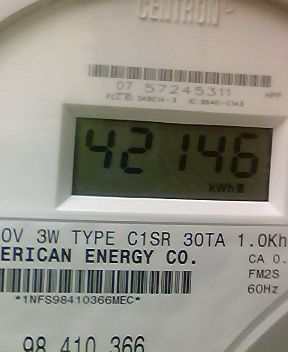 CENTRON®
07 57245311
42146
kWh
0V 3W TYPE C1SR 30TA 1.0Kh
ERICAN ENERGY CO.
CA 0.
FM2S
*1NFS98410366MEC*
60Hz
98 410 366